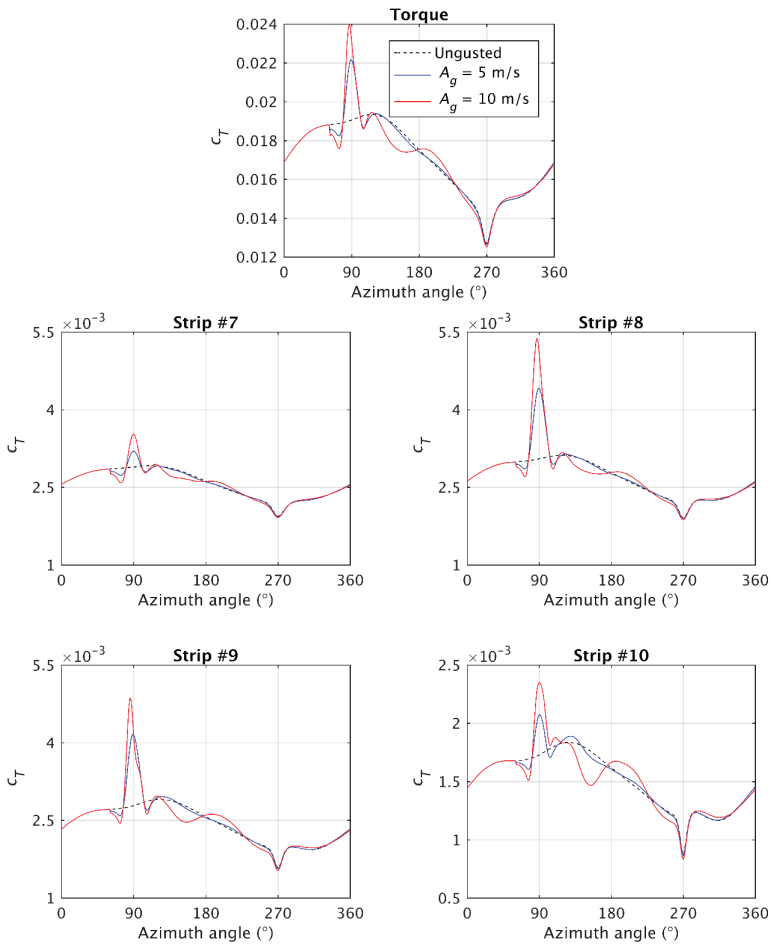 Torque
0.024
0.022
0.02
0.018
0.016
0.014
0.012
c_T
Ungusted
A_g = 5 m/s
A_g = 10 m/s
0 90 180 270 360
Azimuth angle (°)
×10⁻³ Strip #7
5.5
4
2.5
1
c_T
0 90 180 270 360
Azimuth angle (°)
×10⁻³ Strip #8
5.5
4
2.5
1
c_T
0 90 180 270 360
Azimuth angle (°)
×10⁻³ Strip #9
5.5
4
2.5
1
c_T
0 90 180 270 360
Azimuth angle (°)
×10⁻³ Strip #10
2.5
2
1.5
1
0.5
c_T
0 90 180 270 360
Azimuth angle (°)